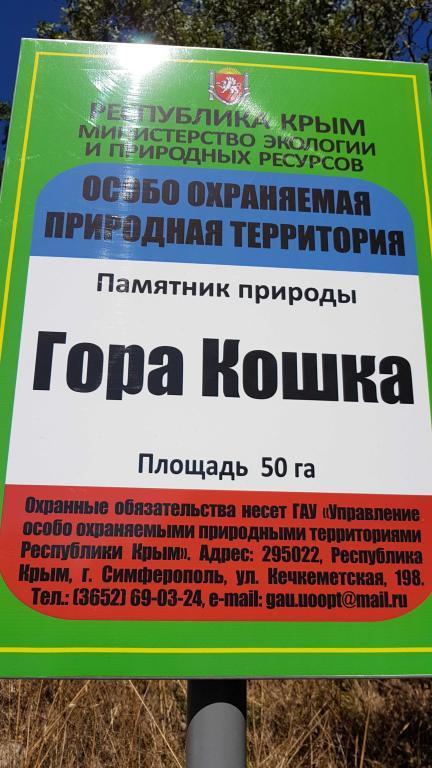 РЕСПУБЛИКА КРЫМ
МИНИСТЕРСТВО ЭКОЛОГИИ
И ПРИРОДНЫХ РЕСУРСОВ
ОСОБО ОХРАНЯЕМАЯ
ПРИРОДНАЯ ТЕРРИТОРИЯ
Памятник природы
Гора Кошка
Площадь 50 га
Охранные обязательства несет ГАУ «Управление
особо охраняемыми природными территориями
Республики Крым». Адрес: 295022, Республика
Крым, г. Симферополь, ул. Кечкеметская, 198.
Тел.: (3652) 69-03-24, e-mail: gau.uoopt@mail.ru